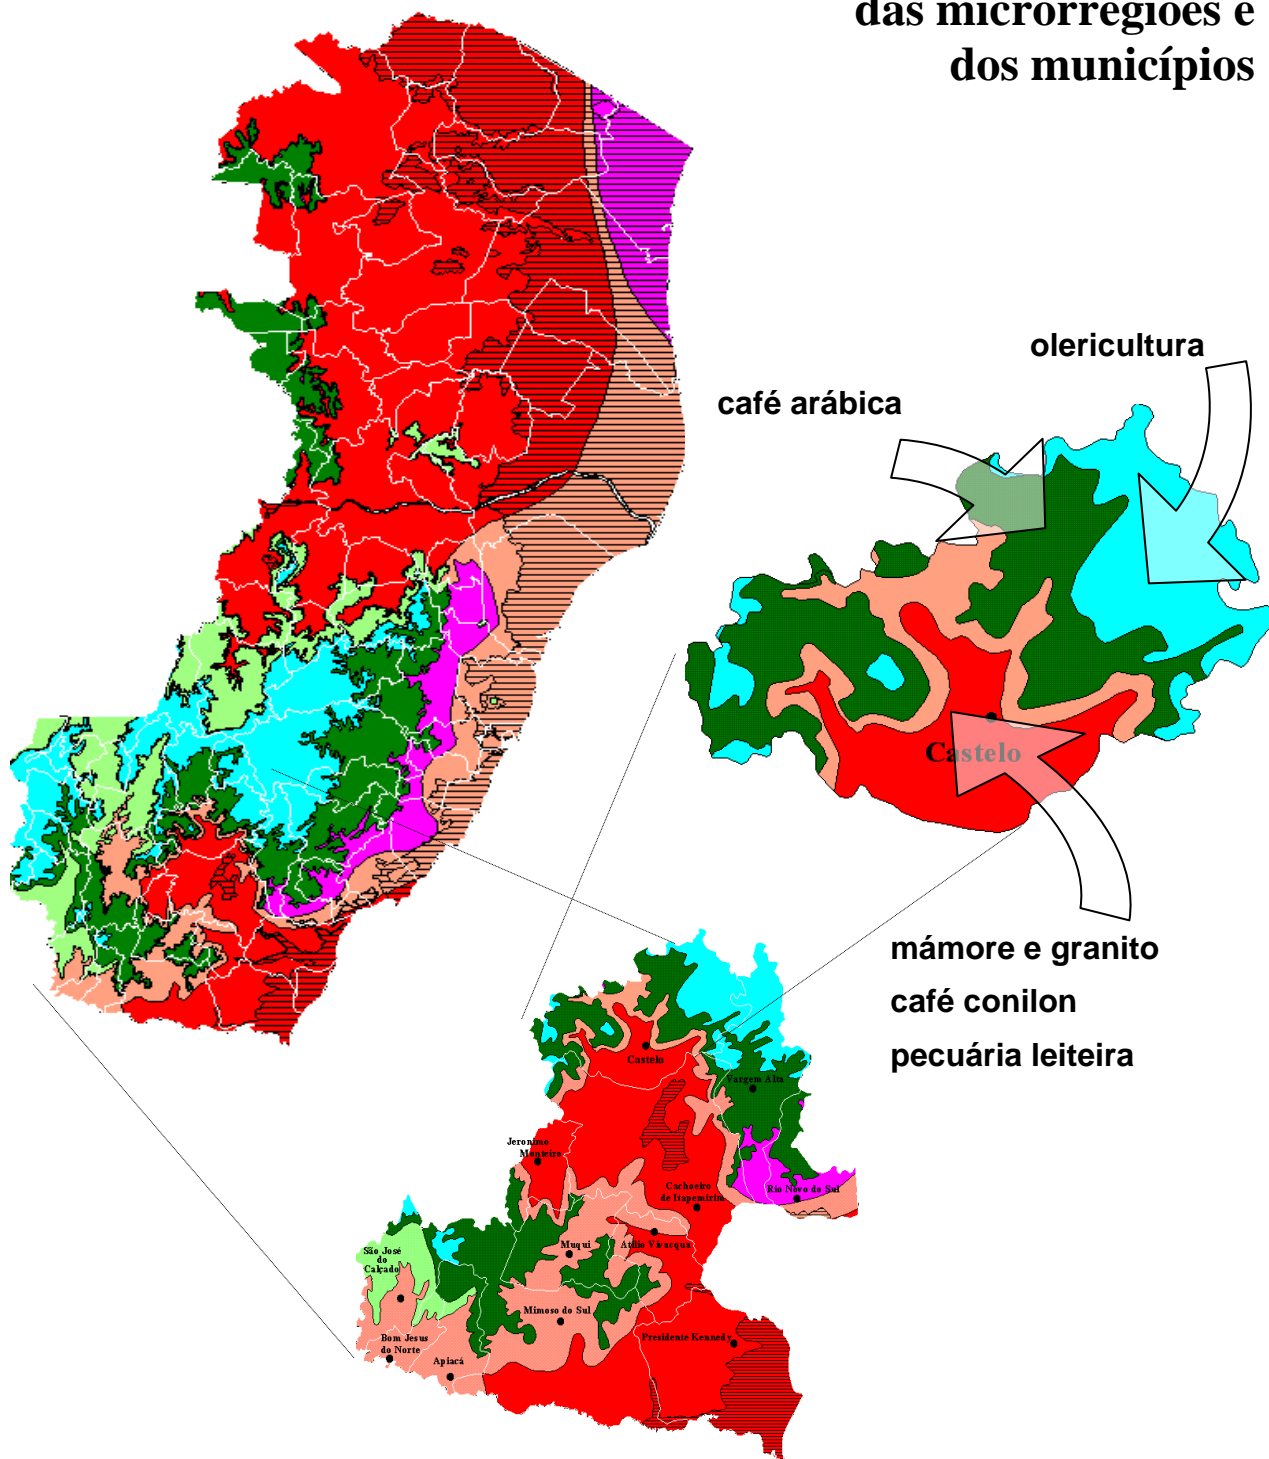 das microrregiões e
dos municípios
olericultura
café arábica
Castelo
mámore e granito
café conilon
pecuária leiteira
Castelo
Vargem Alta
Jeronimo
Monteiro
Cachoeiro
de Itapemirim
Rio Novo do Sul
São José
do
Calçado
Muqui
Atílio Vivacqua
Mimoso do Sul
Bom Jesus
do Norte
Presidente Kennedy
Apiacá